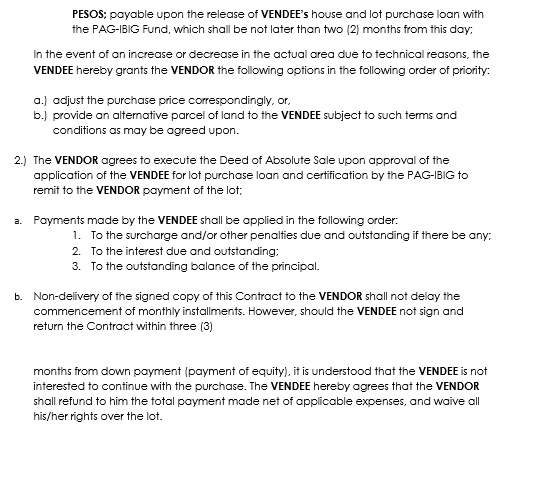 PESOS; payable upon the release of VENDEE's house and lot purchase loan with
the PAG-IBIG Fund, which shall be not later than two (2) months from this day;
In the event of an increase or decrease in the actual area due to technical reasons, the
VENDEE hereby grants the VENDOR the following options in the following order of priority:
a.) adjust the purchase price correspondingly, or,
b.) provide an alternative parcel of land to the VENDEE subject to such terms and
conditions as may be agreed upon.
2.) The VENDOR agrees to execute the Deed of Absolute Sale upon approval of the
application of the VENDEE for lot purchase loan and certification by the PAG-IBIG to
remit to the VENDOR payment of the lot;
a. Payments made by the VENDEE shall be applied in the following order:
1. To the surcharge and/or other penalties due and outstanding if there be any;
2. To the interest due and outstanding;
3. To the outstanding balance of the principal.
b. Non-delivery of the signed copy of this Contract to the VENDOR shall not delay the
commencement of monthly installments. However, should the VENDEE not sign and
return the Contract within three (3)
months from down payment (payment of equity), it is understood that the VENDEE is not
interested to continue with the purchase. The VENDEE hereby agrees that the VENDOR
shall refund to him the total payment made net of applicable expenses, and waive all
his/her rights over the lot.